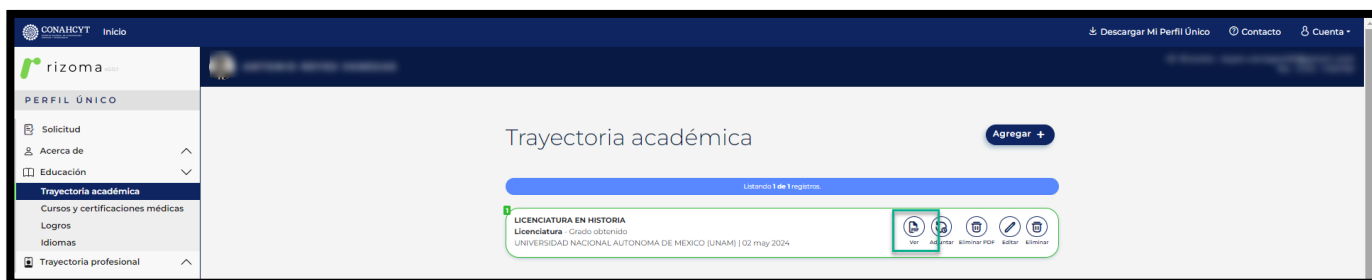 CONAHCYT Inicio
Descargar Mi Perfil Único Contacto Cuenta
rizoma
PERFIL ÚNICO
Solicitud
Acerca de
Educación
Trayectoria académica
Cursos y certificaciones médicas
Logros
Idiomas
Trayectoria profesional
Trayectoria académica
Agregar +
Listando 1 de 1 registros.
1
LICENCIATURA EN HISTORIA
Licenciatura - Grado obtenido
UNIVERSIDAD NACIONAL AUTONOMA DE MEXICO (UNAM) | 02 may 2024
Ver Adjuntar Eliminar PDF Editar Eliminar